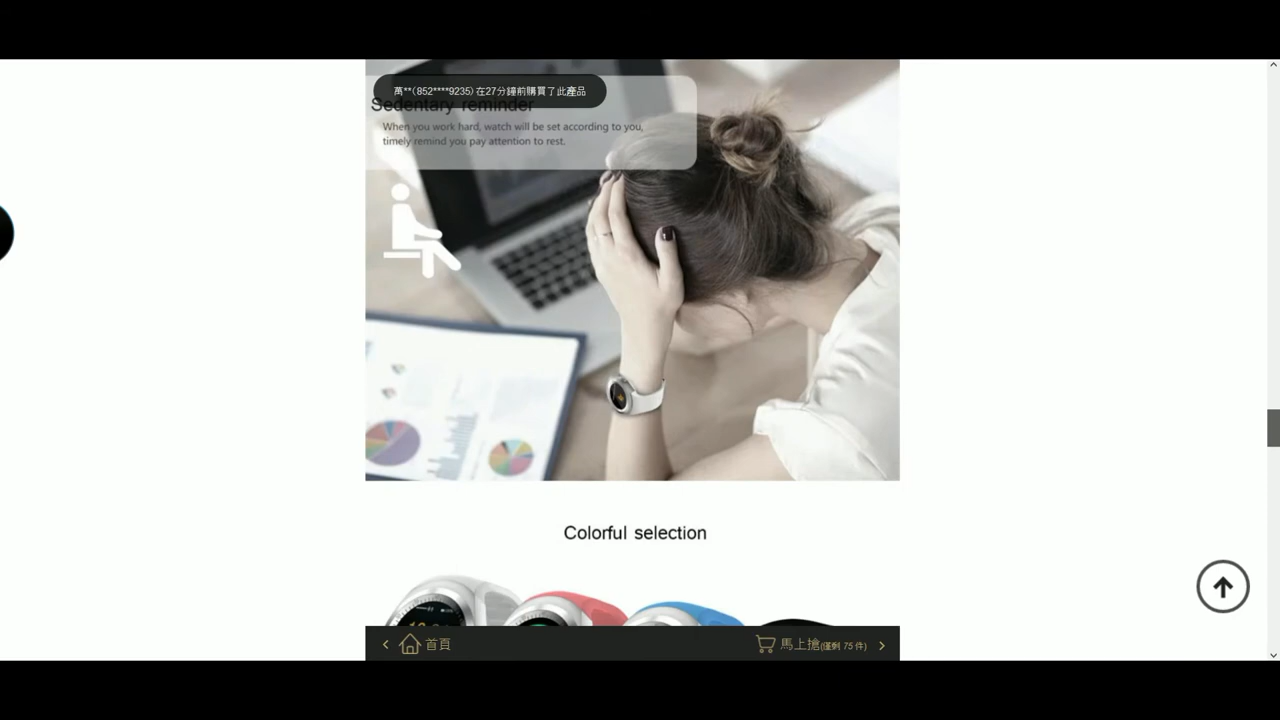 萬**(852****9235)在27分鐘前購買了此產品
Sedentary reminder
When you work hard, watch will be set according to you,
timely remind you pay attention to rest.
Colorful selection
首頁
馬上搶(僅剩 75 件)